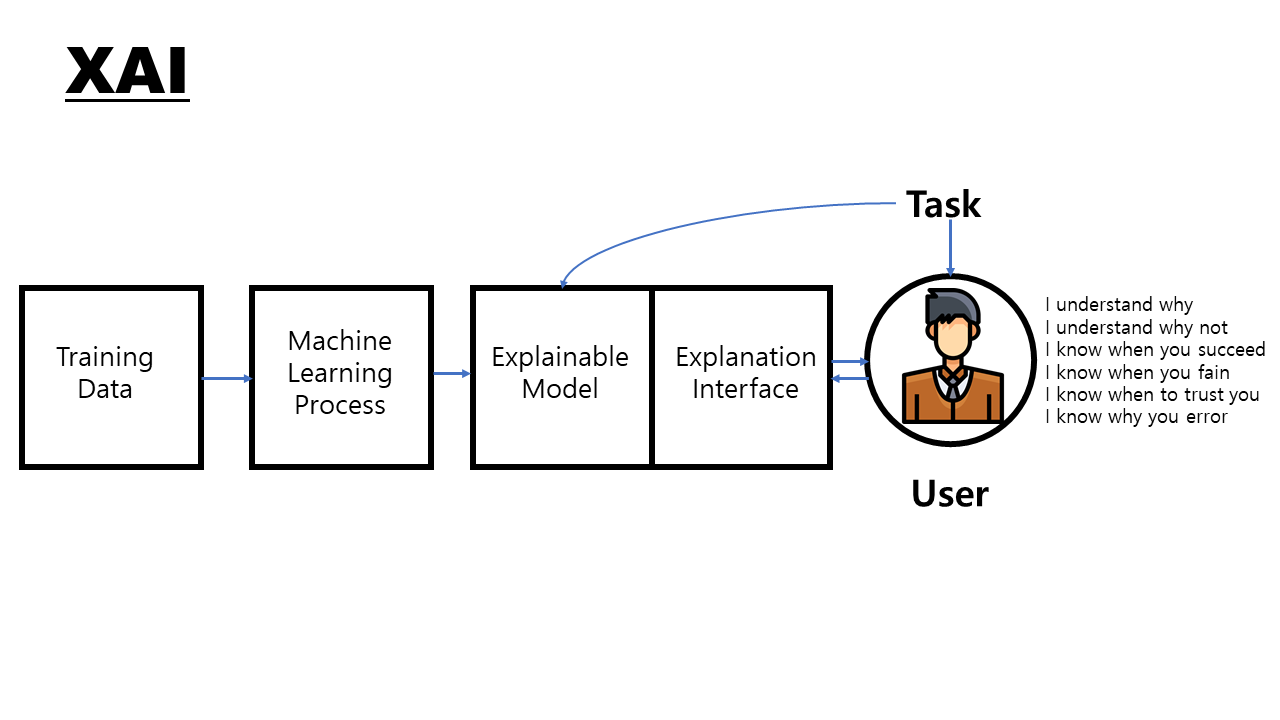 XAI
Task
Training
Data
Machine
Learning
Process
Explainable
Model
Explanation
Interface
I understand why
I understand why not
I know when you succeed
I know when you fain
I know when to trust you
I know why you error
User